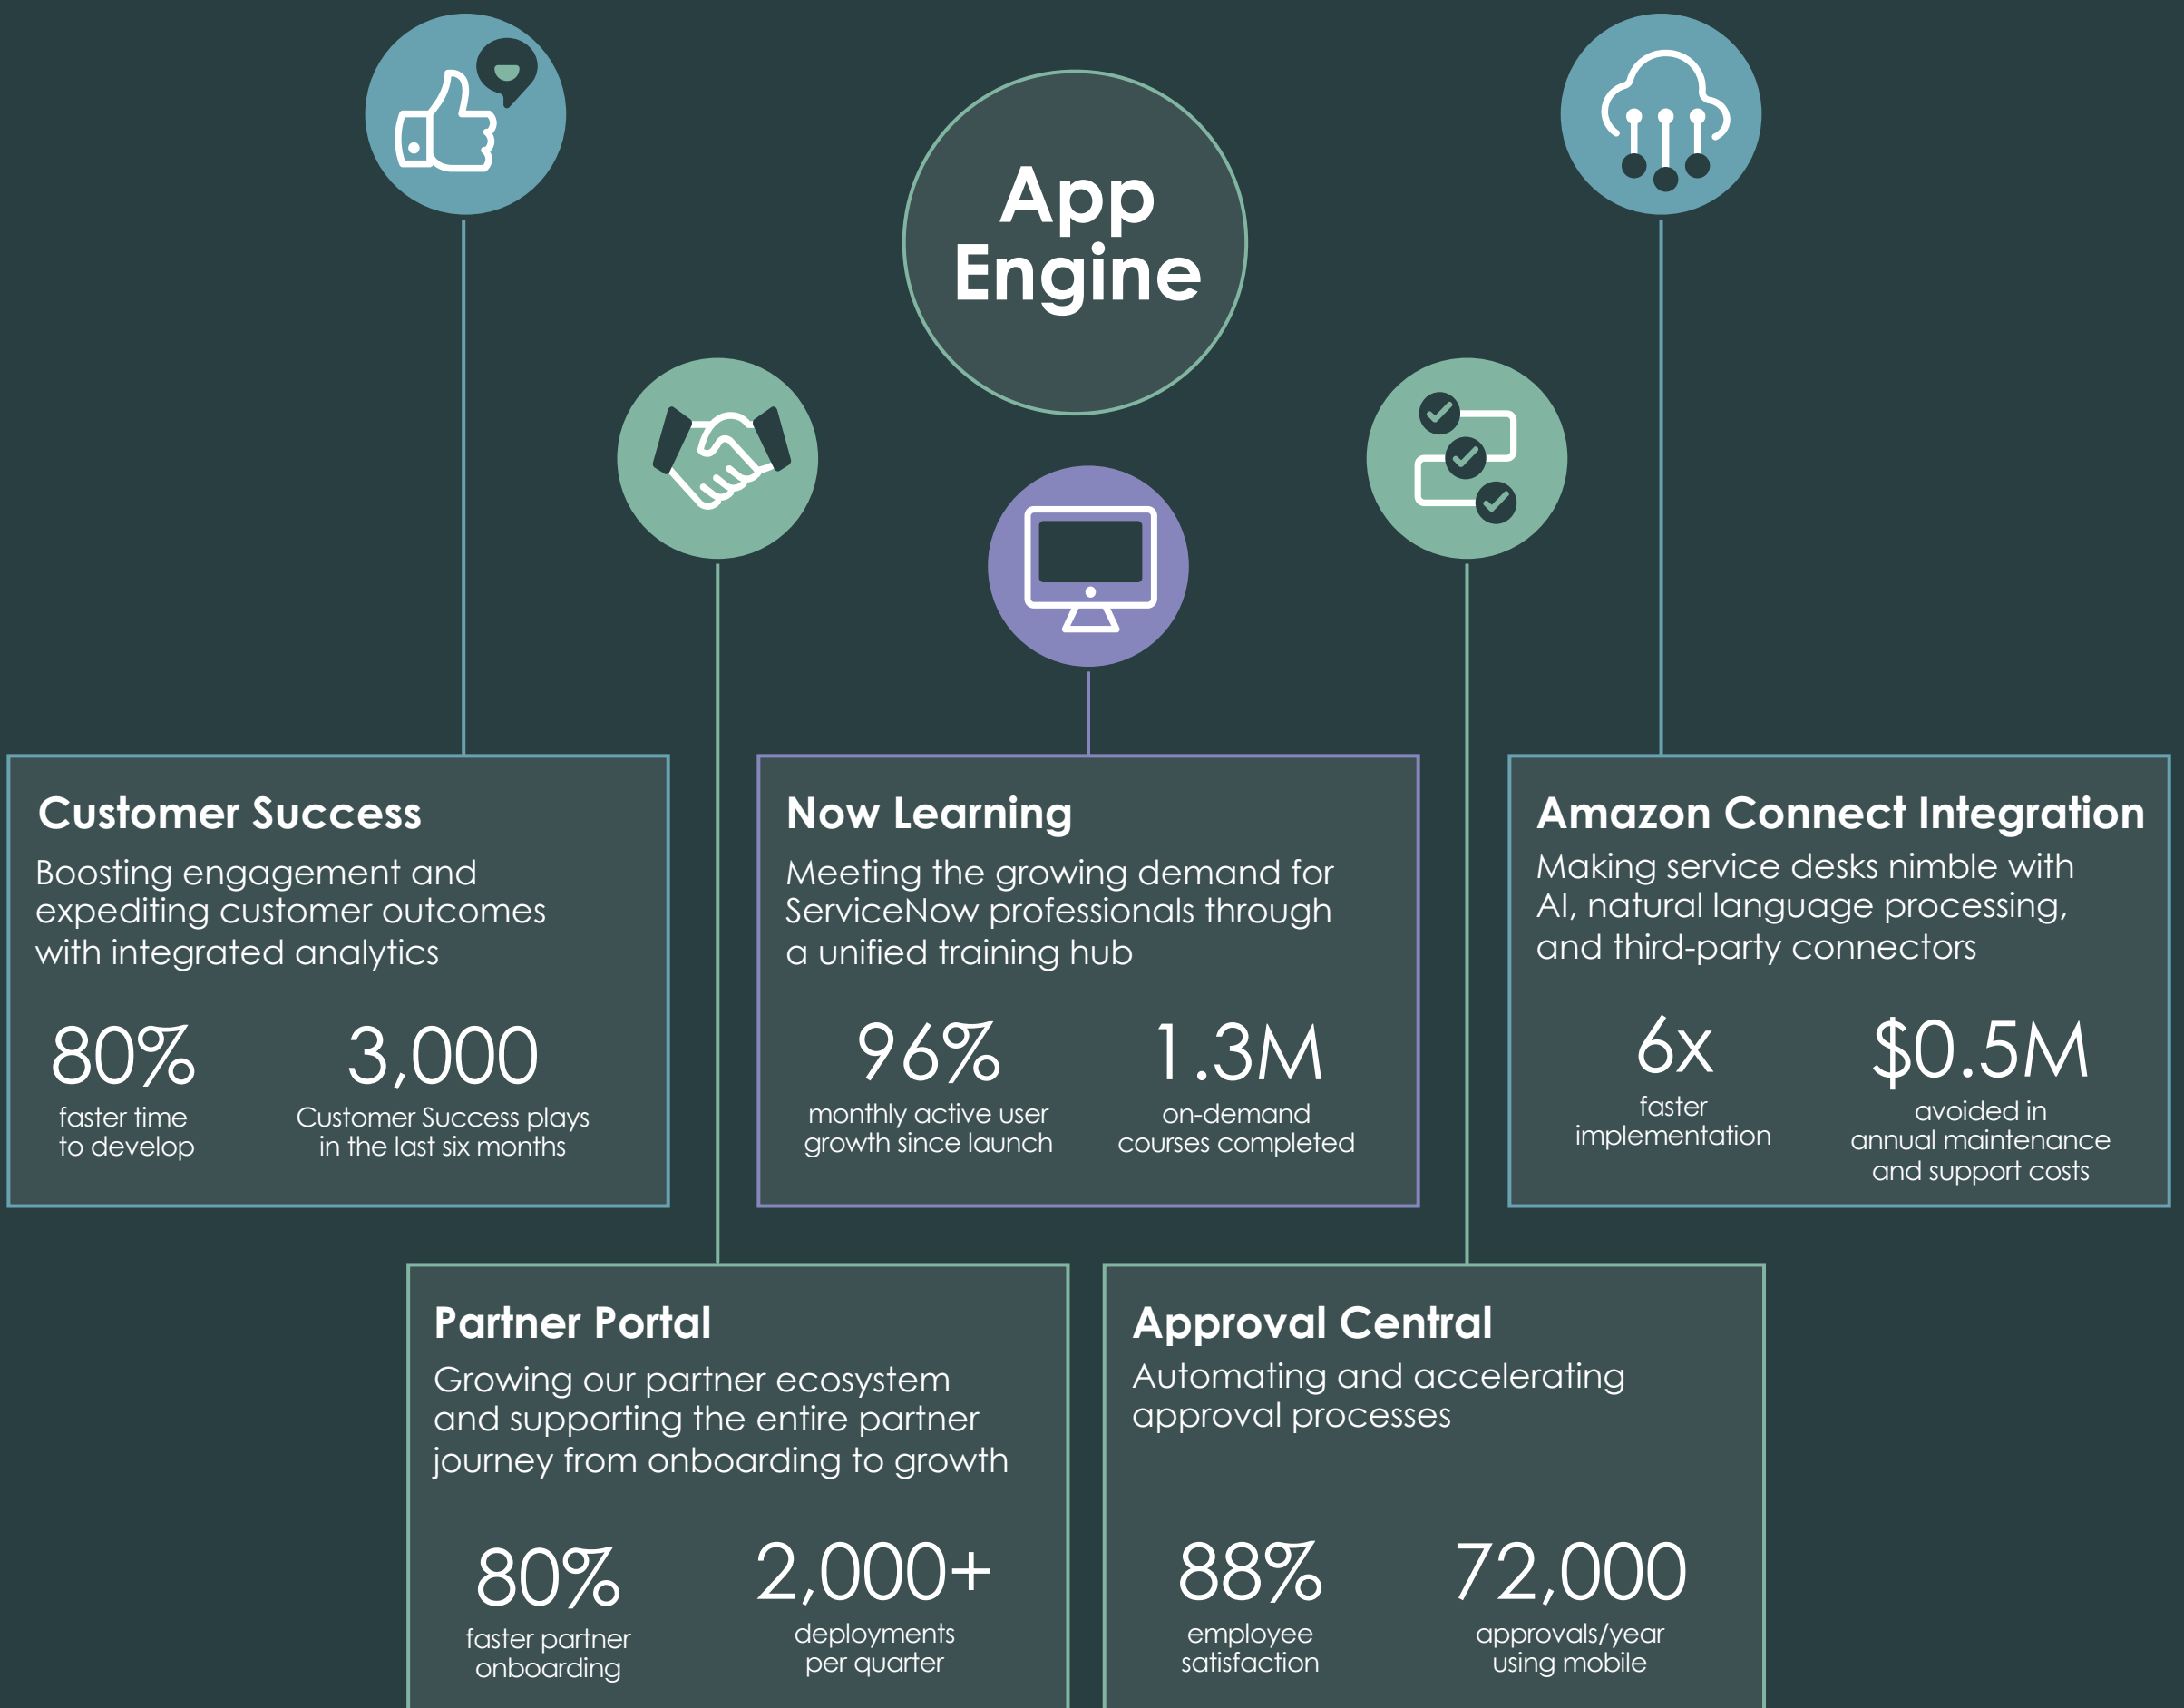 App
Engine
Customer Success
Boosting engagement and
expediting customer outcomes
with integrated analytics
80%
faster time
to develop
3,000
Customer Success plays
in the last six months
Now Learning
Meeting the growing demand for
ServiceNow professionals through
a unified training hub
96%
monthly active user
growth since launch
1.3M
on-demand
courses completed
Amazon Connect Integration
Making service desks nimble with
AI, natural language processing,
and third-party connectors
6x
faster
implementation
$0.5M
avoided in
annual maintenance
and support costs
Partner Portal
Growing our partner ecosystem
and supporting the entire partner
journey from onboarding to growth
80%
faster partner
onboarding
2,000+
deployments
per quarter
Approval Central
Automating and accelerating
approval processes
88%
employee
satisfaction
72,000
approvals/year
using mobile